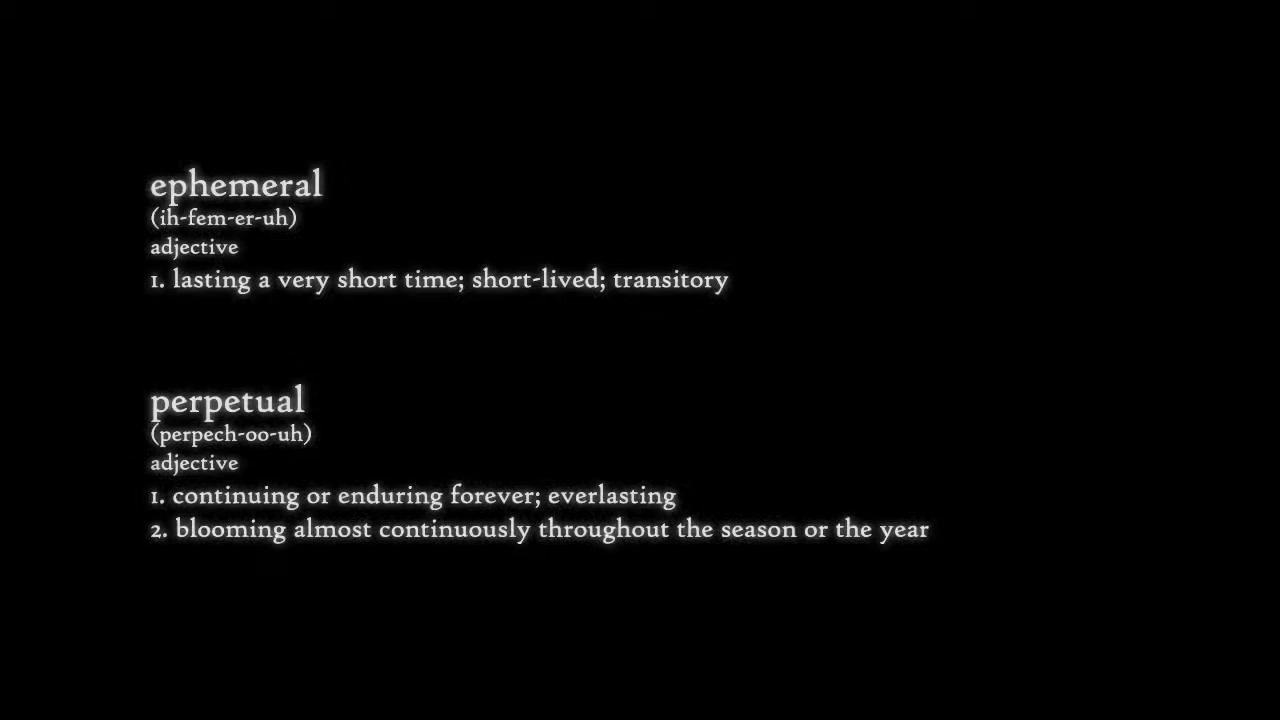 ephemeral
(ih-fem-er-uh)
adjective
1. lasting a very short time; short-lived; transitory
perpetual
(perpech-oo-uh)
adjective
1. continuing or enduring forever; everlasting
2. blooming almost continuously throughout the season or the year